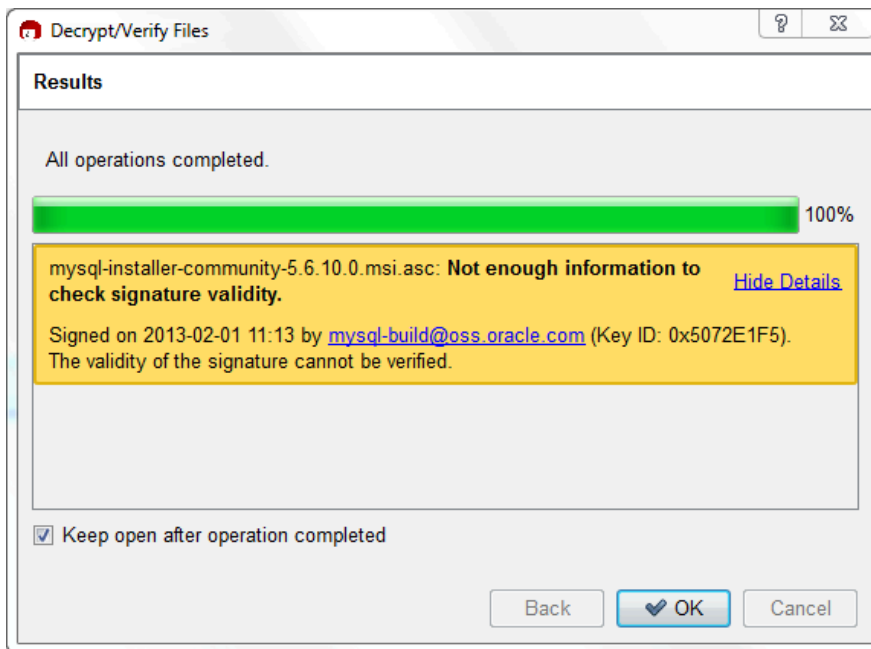 Decrypt/Verify Files
Results
All operations completed.
100%
mysql-installer-community-5.6.10.0.msi.asc: Not enough information to
check signature validity.
Hide Details
Signed on 2013-02-01 11:13 by mysql-build@oss.oracle.com (Key ID: 0x5072E1F5).
The validity of the signature cannot be verified.
Keep open after operation completed
Back
OK
Cancel